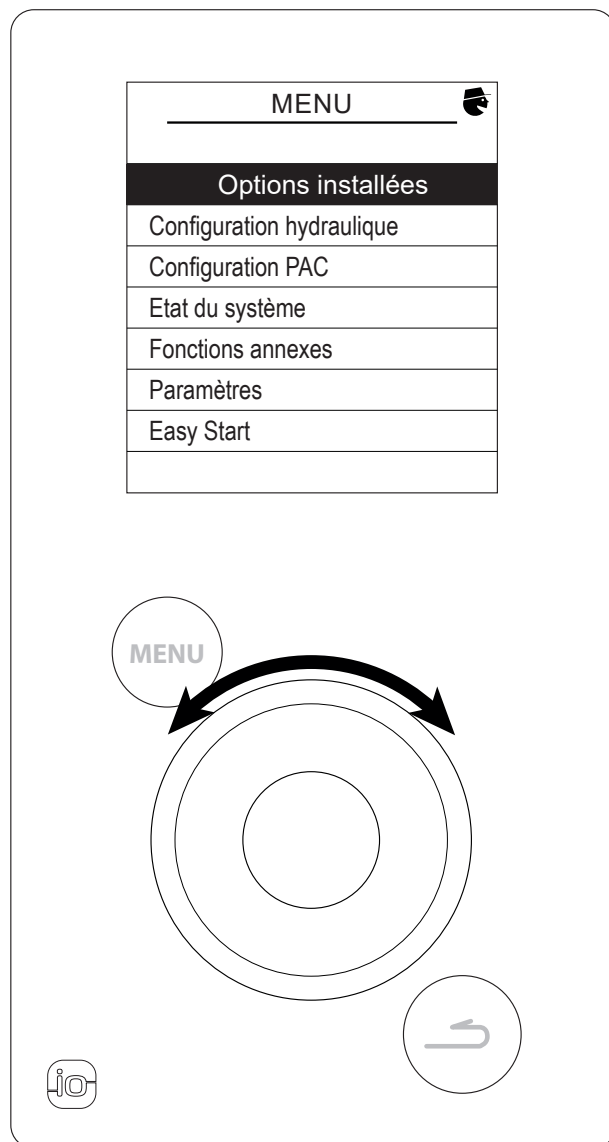 MENU
Options installées
Configuration hydraulique
Configuration PAC
Etat du système
Fonctions annexes
Paramètres
Easy Start
MENU
io